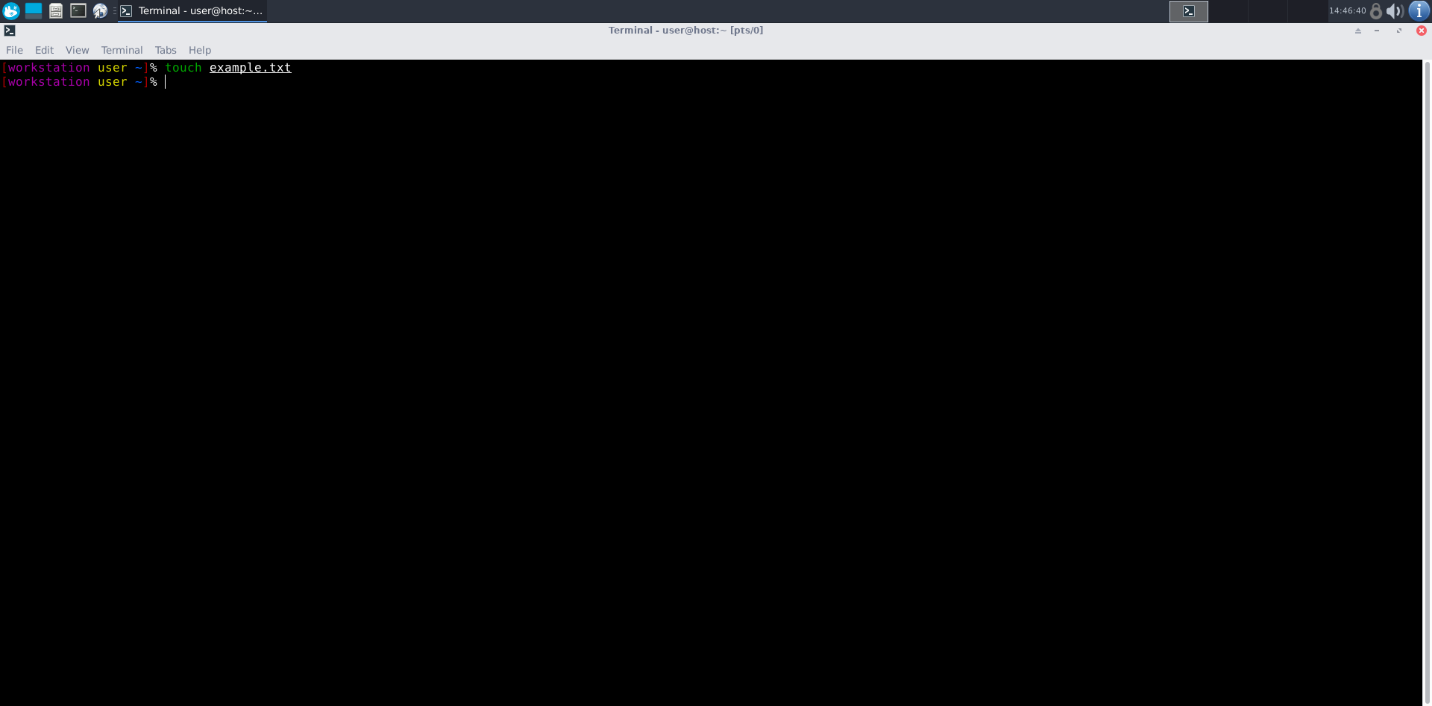 Terminal - user@host:~... 14:46:40
Terminal - user@host:~ [pts/0]
File Edit View Terminal Tabs Help
[workstation user ~]% touch example.txt
[workstation user ~]%